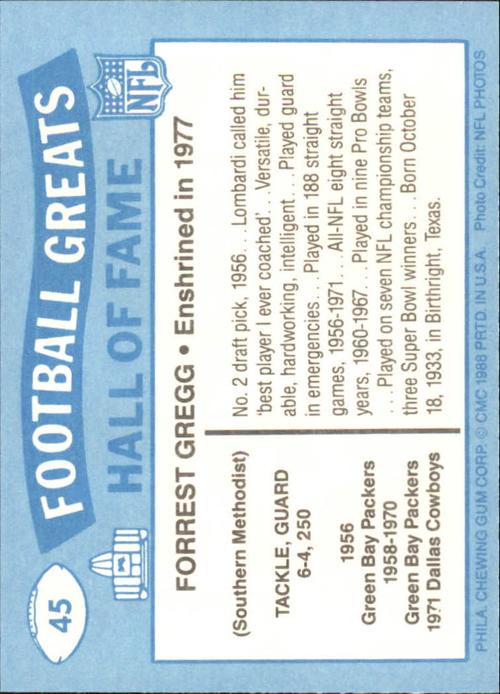 45
FOOTBALL GREATS
HALL OF FAME
NFL
FORREST GREGG • Enshrined in 1977
(Southern Methodist)
TACKLE, GUARD
6-4, 250
1956
Green Bay Packers
1958-1970
Green Bay Packers
1971 Dallas Cowboys
No. 2 draft pick, 1956. . .Lombardi called him
'best player I ever coached'. . .Versatile, dur-
able, hardworking, intelligent. . . Played guard
in emergencies. . .Played in 188 straight
games, 1956-1971. . .All-NFL eight straight
years, 1960-1967. . .Played in nine Pro Bowls
. . .Played on seven NFL championship teams,
three Super Bowl winners. . .Born October
18, 1933, in Birthright, Texas.
PHILA. CHEWING GUM CORP. © CMC 1988 PRTD. IN U.S.A. Photo Credit: NFL PHOTOS